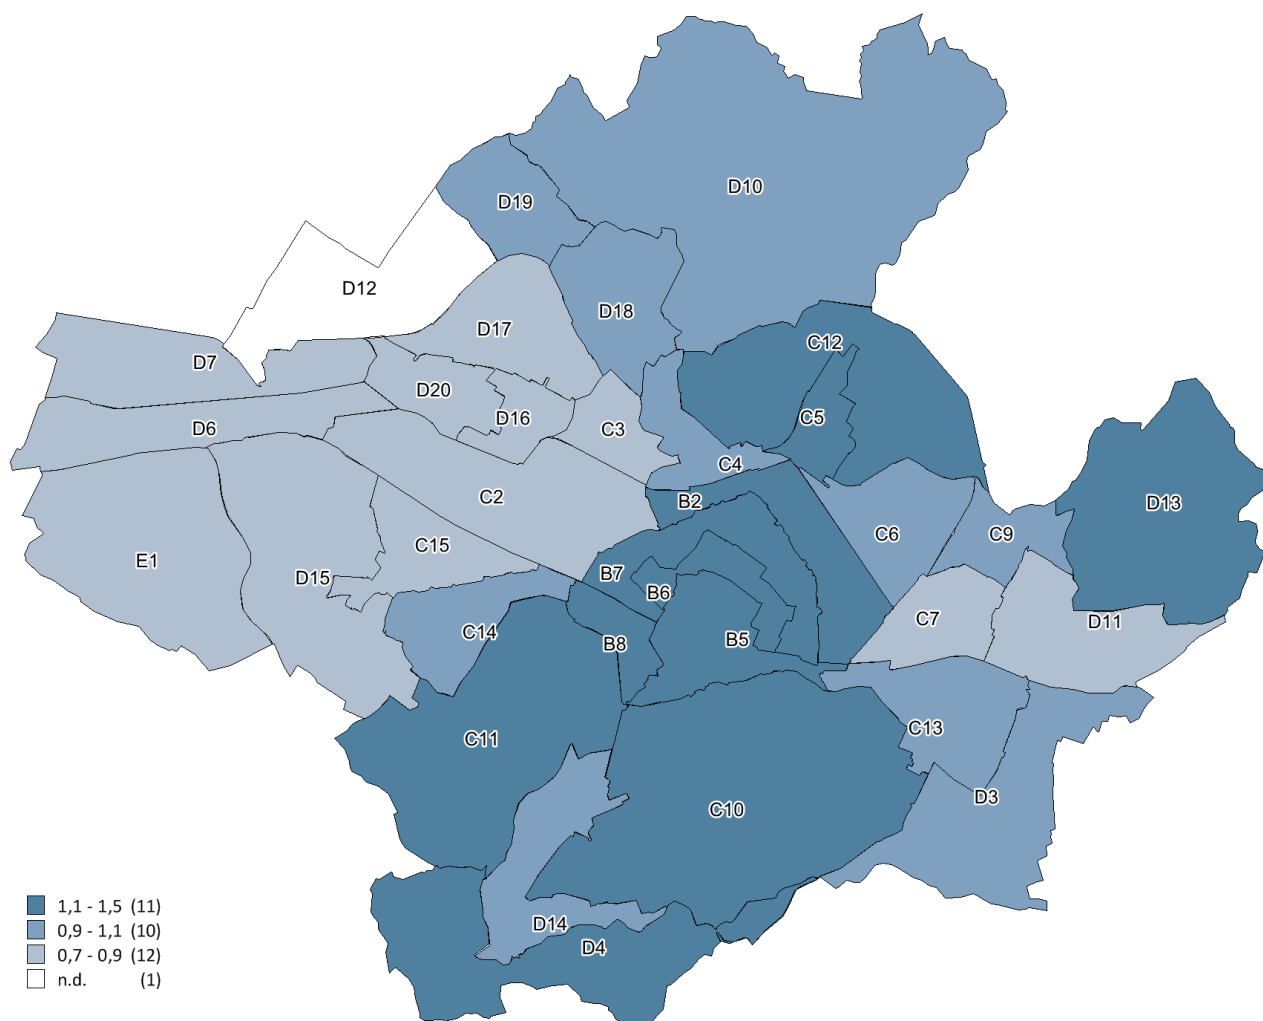 D10
D19
D12
D18
D17
C12
D7
D20
C5
D16
D6
C3
C4
C2
B2
D13
C6
C9
C15
E1
D15
B7
B6
C7
D11
C14
B8
B5
C11
C13
D3
C10
D14
D4
1,1 - 1,5 (11)
0,9 - 1,1 (10)
0,7 - 0,9 (12)
n.d. (1)